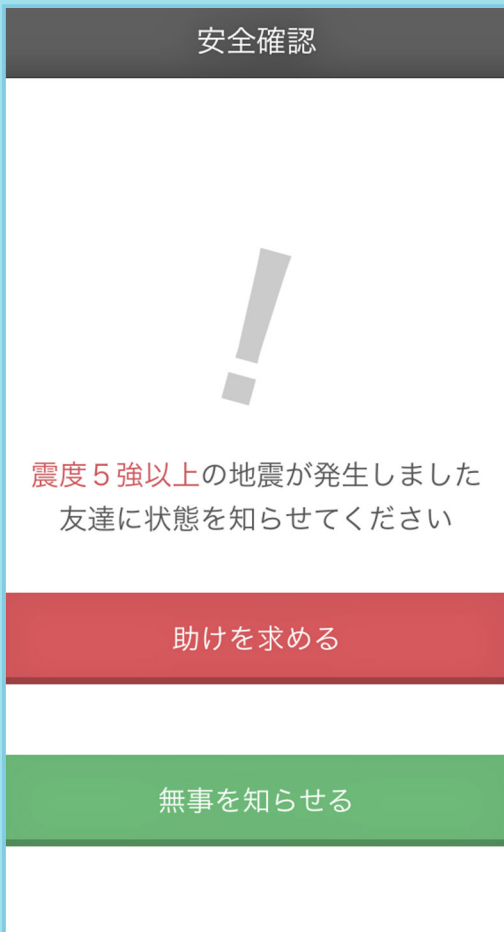 安全確認
!
震度５強以上の地震が発生しました
友達に状態を知らせてください
助けを求める
無事を知らせる